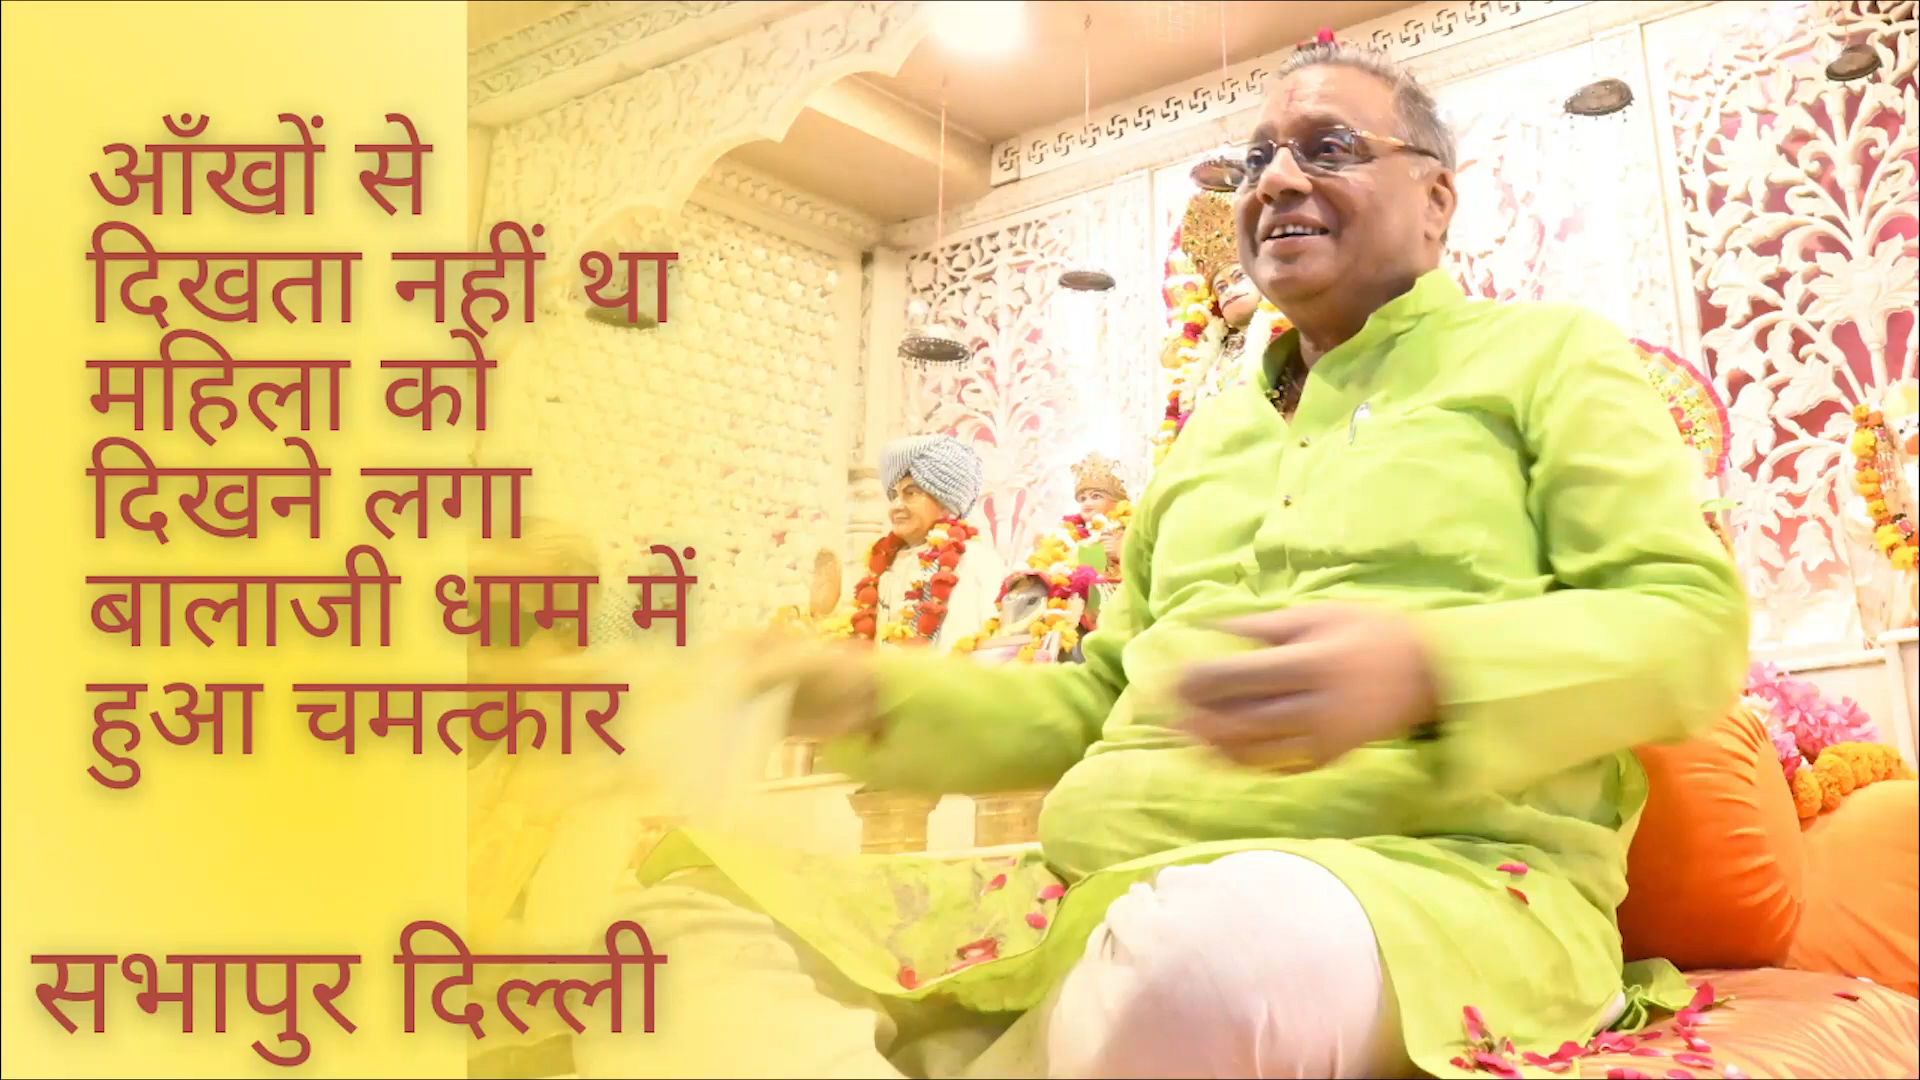 आँखों से
दिखता नहीं था
महिला को
दिखने लगा
बालाजी धाम में
हुआ चमत्कार
सभापुर दिल्ली